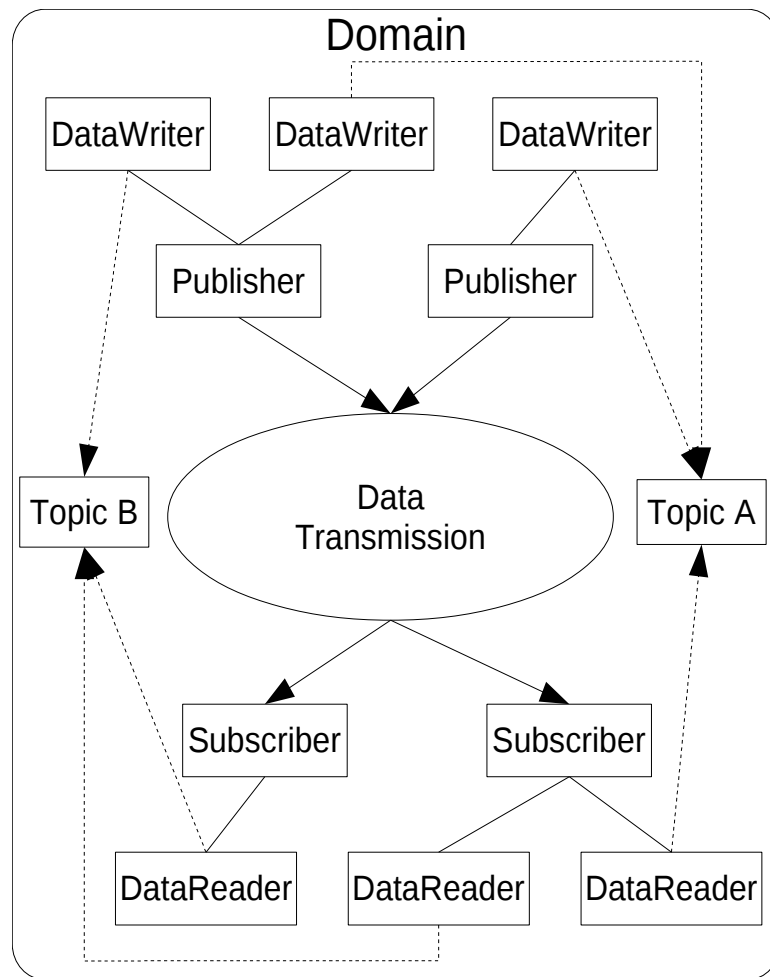 Domain
DataWriter
DataWriter
DataWriter
Publisher
Publisher
Topic B
Data
Transmission
Topic A
Subscriber
Subscriber
DataReader
DataReader
DataReader